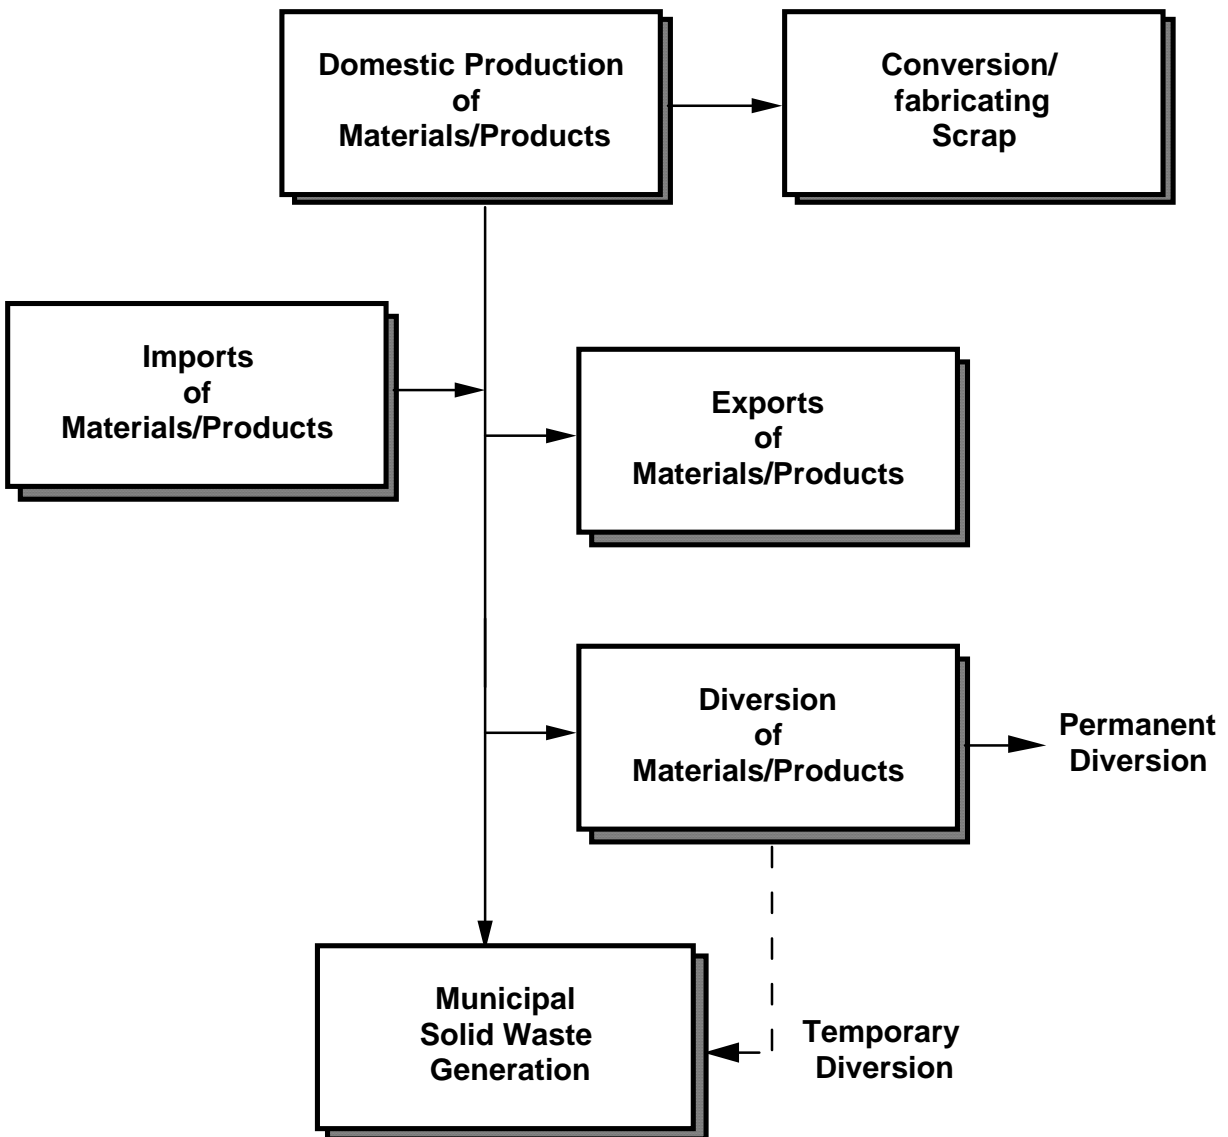 Domestic Production
of
Materials/Products
Conversion/
fabricating
Scrap
Imports
of
Materials/Products
Exports
of
Materials/Products
Diversion
of
Materials/Products
Permanent
Diversion
Municipal
Solid Waste
Generation
Temporary
Diversion